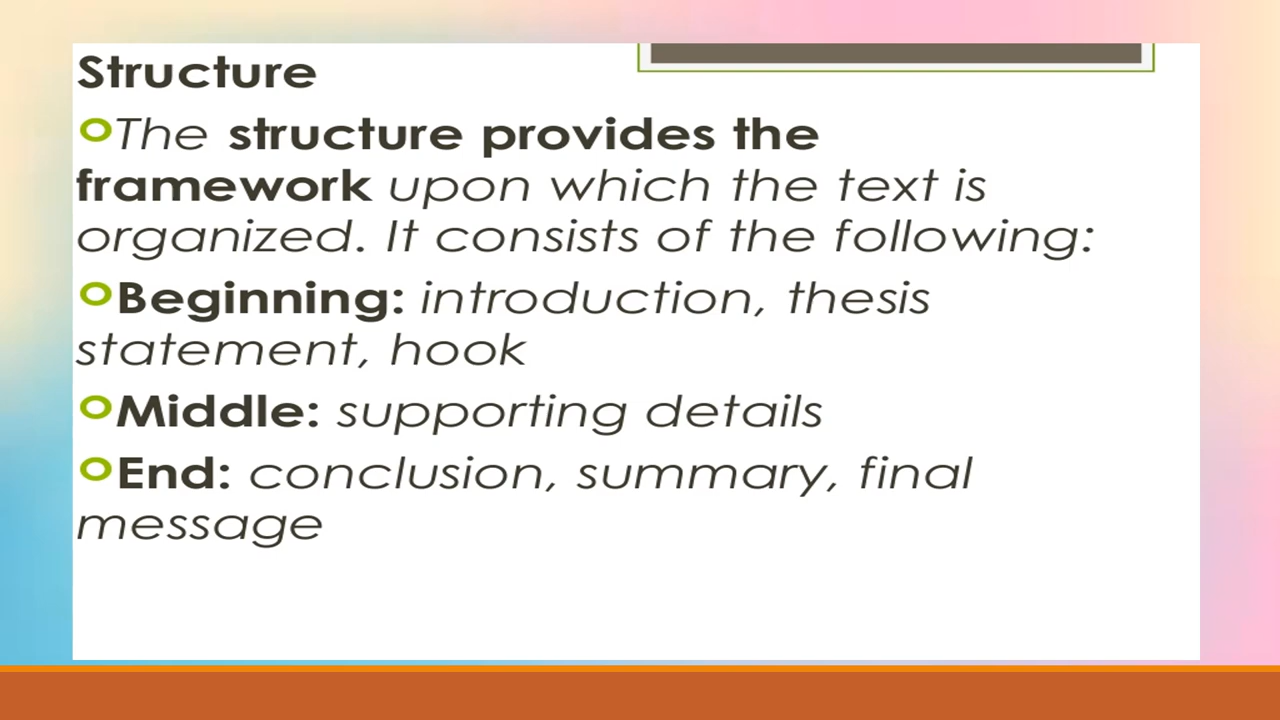 Structure
The structure provides the
framework upon which the text is
organized. It consists of the following:
Beginning: introduction, thesis
statement, hook
Middle: supporting details
End: conclusion, summary, final
message